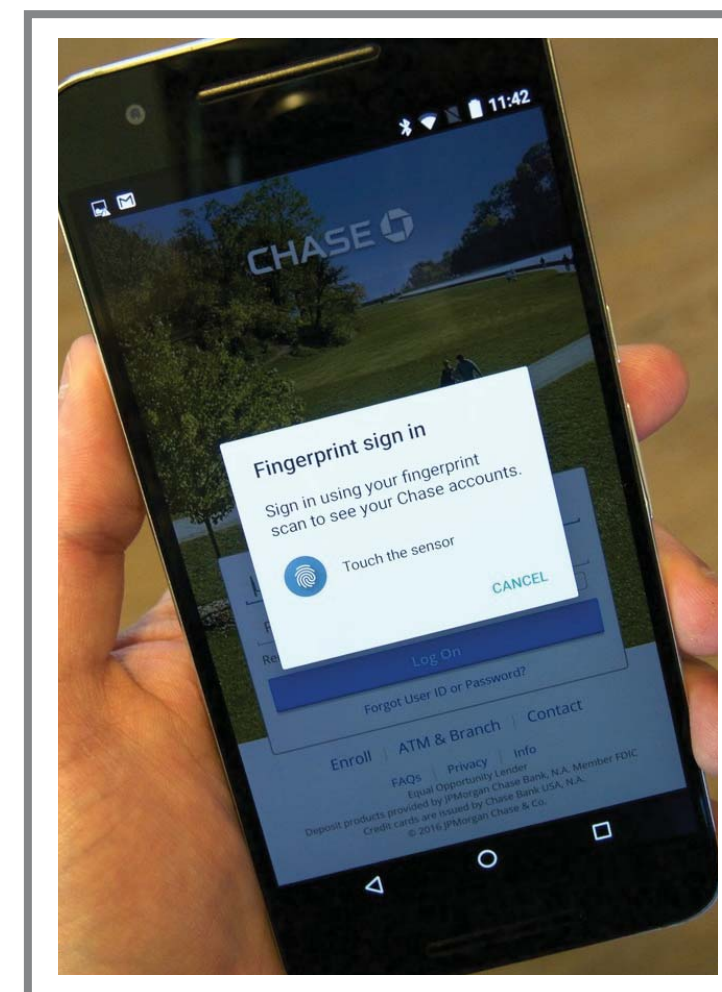 11:42
CHASE
Fingerprint sign in
Sign in using your fingerprint
scan to see your Chase accounts.
Touch the sensor
CANCEL
Log On
Forgot User ID or Password?
Enroll | ATM & Branch | Contact
FAQs | Privacy | Info
Equal Opportunity Lender
Deposit products provided by JPMorgan Chase Bank, N.A. Member FDIC
Credit cards are issued by Chase Bank USA, N.A.
© 2016 JPMorgan Chase & Co.